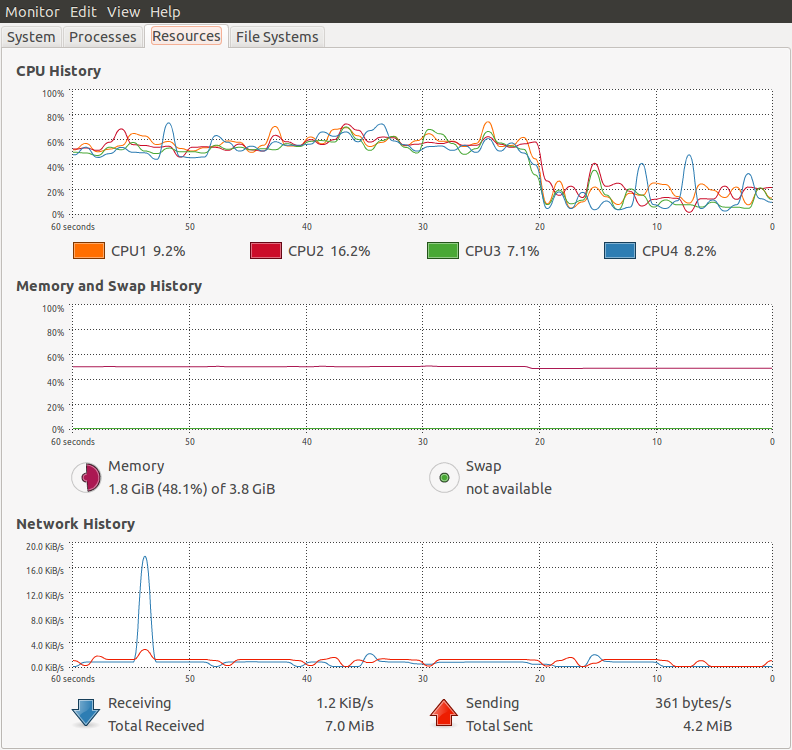 Monitor Edit View Help
System Processes Resources File Systems
CPU History
100%
80%
60%
40%
20%
0%
60 seconds 50 40 30 20 10 0
CPU1 9.2% CPU2 16.2% CPU3 7.1% CPU4 8.2%
Memory and Swap History
100%
80%
60%
40%
20%
0%
60 seconds 50 40 30 20 10 0
Memory Swap
1.8 GiB (48.1%) of 3.8 GiB not available
Network History
20.0 KiB/s
16.0 KiB/s
12.0 KiB/s
8.0 KiB/s
4.0 KiB/s
0.0 KiB/s
60 seconds 50 40 30 20 10 0
Receiving 1.2 KiB/s Sending 361 bytes/s
Total Received 7.0 MiB Total Sent 4.2 MiB